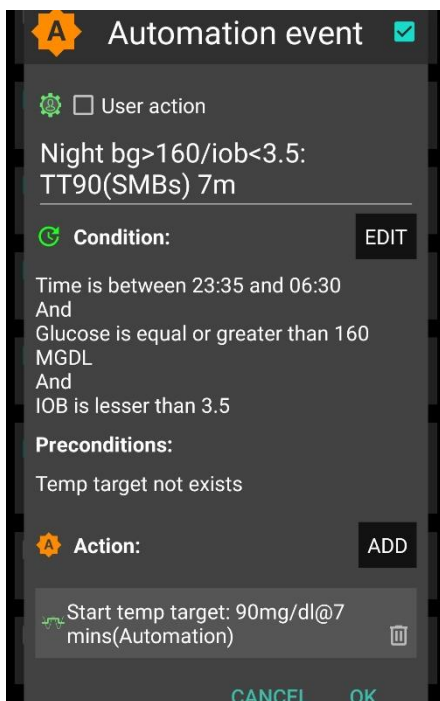 A Automation event
User action
Night bg>160/iob<3.5:
TT90(SMBs) 7m
Condition:
EDIT
Time is between 23:35 and 06:30
And
Glucose is equal or greater than 160
MGDL
And
IOB is lesser than 3.5
Preconditions:
Temp target not exists
A Action:
ADD
Start temp target: 90mg/dl@7
mins(Automation)
CANCEL OK